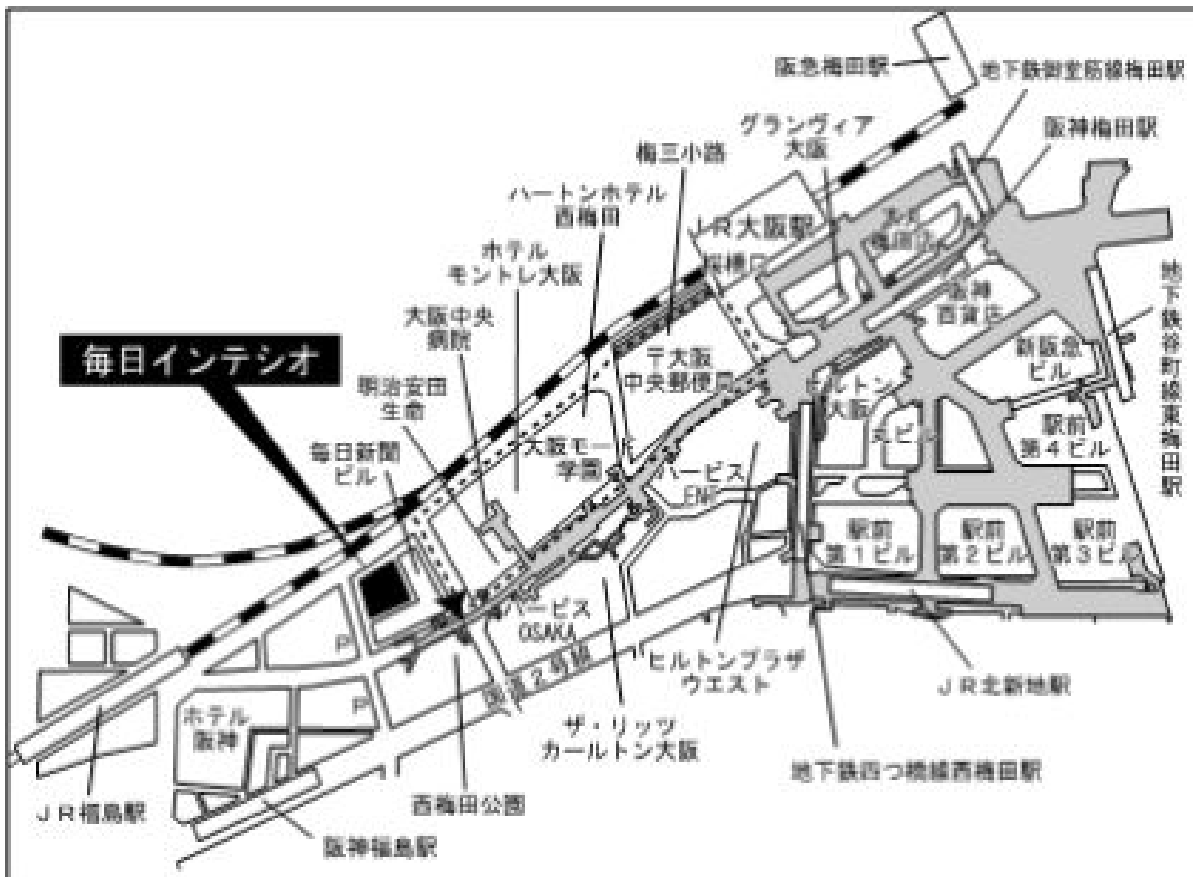 阪急梅田駅
地下鉄御堂筋線梅田駅
グランヴィア
大阪
阪神梅田駅
梅三小路
ハートンホテル
西梅田
JR大阪駅
桜橋口
ホテル
モントレ大阪
大阪中央
病院
毎日インテシオ
明治安田
生命
〒大阪
中央郵便局
阪神
百貨店
新阪急
ビル
地下鉄谷町線東梅田駅
ヒルトン
大阪
丸ビル
駅前
第4ビル
毎日新聞
ビル
大阪モード
学園
ハービス
ENT
駅前
第1ビル
駅前
第2ビル
駅前
第3ビル
ハービス
OSAKA
P
国道2号線
ヒルトンプラザ
ウエスト
JR北新地駅
P
ホテル
阪神
ザ・リッツ
カールトン大阪
地下鉄四つ橋線西梅田駅
JR福島駅
西梅田公園
阪神福島駅